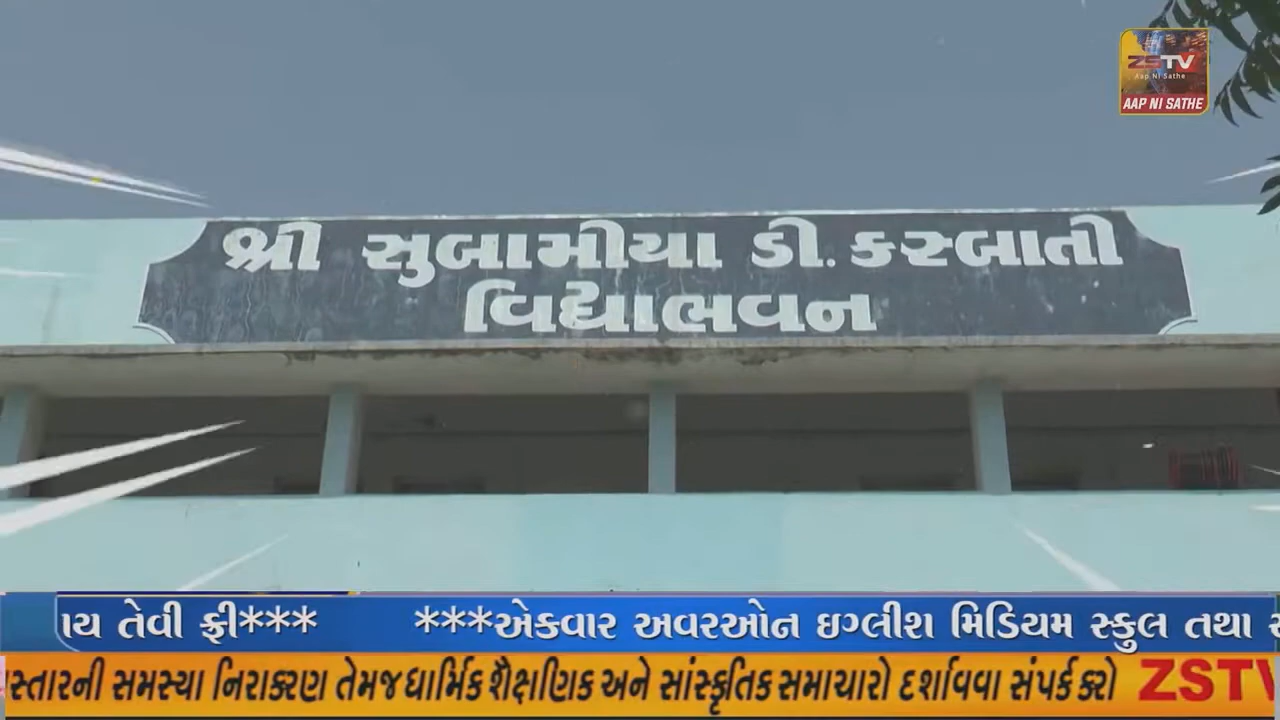 ZSTV
Aap Ni Sathe
AAP NI SATHE
શ્રી સુબામીયા ડી. કરબાતી
વિદ્યાભવન
ાય તેવી ફ્રી*** ***એકવાર અવરઓન ઇગ્લીશ મિડિયમ સ્કુલ તથા
સ્તારની સમસ્યા નિરાકરણ તેમજ ધાર્મિક શૈક્ષણિક અને સાંસ્કૃતિક સમાચારો દર્શાવવા સંપર્ક કરો ZSTV